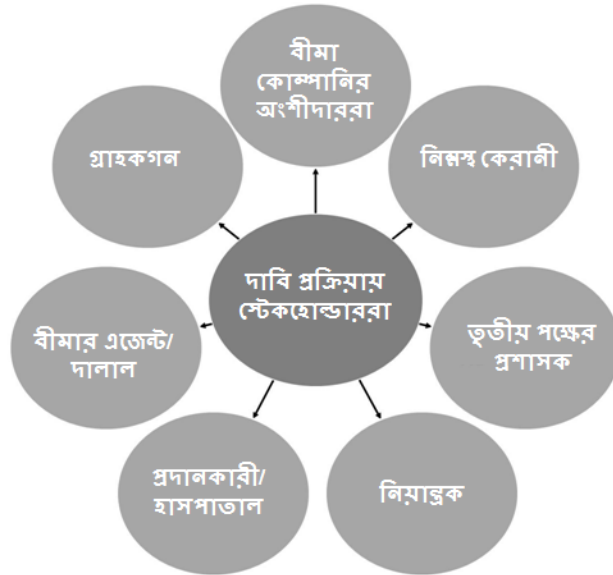 বীমা
কোম্পানির
অংশীদাররা
গ্রাহকগন
নিম্নস্থ কেরানী
দাবি প্রক্রিয়ায়
স্টেকহোল্ডাররা
বীমার এজেন্ট/
দালাল
তৃতীয় পক্ষের
প্রশাসক
প্রদানকারী/
হাসপাতাল
নিয়ান্ত্রক